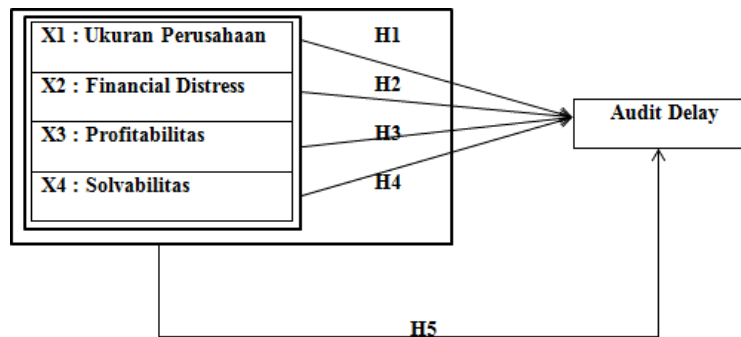 X1 : Ukuran Perusahaan
H1
X2 : Financial Distress
H2
Audit Delay
X3 : Profitabilitas
H3
X4 : Solvabilitas
H4
H5